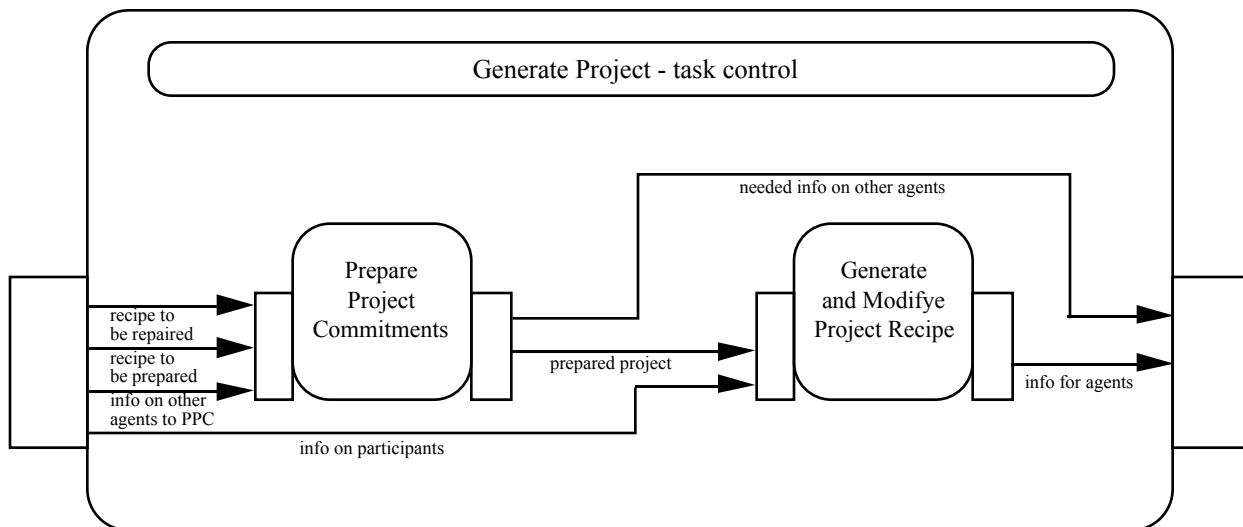 Generate Project - task control
needed info on other agents
Prepare
Project
Commitments
Generate
and Modifye
Project Recipe
recipe to
be repaired
recipe to
be prepared
info on other
agents to PPC
prepared project
info for agents
info on participants